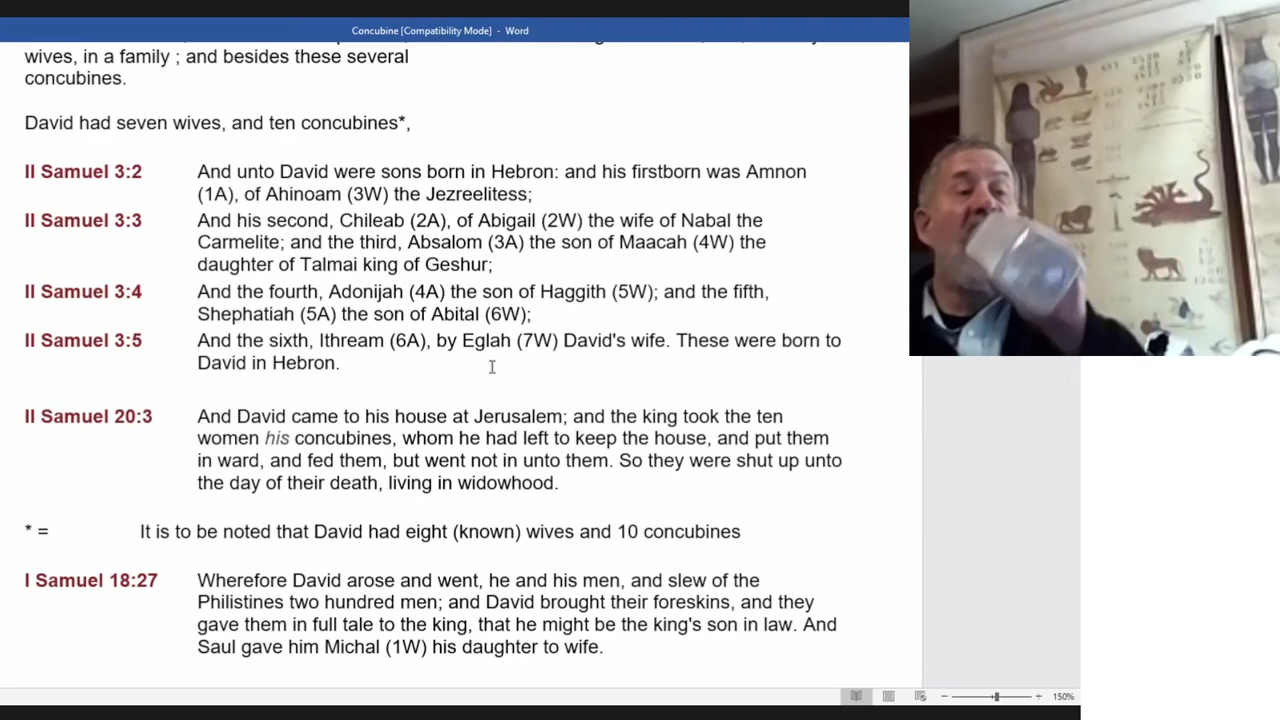 Concubine [Compatibility Mode] - Word
wives, in a family ; and besides these several
concubines.
David had seven wives, and ten concubines*,
II Samuel 3:2 And unto David were sons born in Hebron: and his firstborn was Amnon
(1A), of Ahinoam (3W) the Jezreelitess;
II Samuel 3:3 And his second, Chileab (2A), of Abigail (2W) the wife of Nabal the
Carmelite; and the third, Absalom (3A) the son of Maacah (4W) the
daughter of Talmai king of Geshur;
II Samuel 3:4 And the fourth, Adonijah (4A) the son of Haggith (5W); and the fifth,
Shephatiah (5A) the son of Abital (6W);
II Samuel 3:5 And the sixth, Ithream (6A), by Eglah (7W) David's wife. These were born to
David in Hebron.
II Samuel 20:3 And David came to his house at Jerusalem; and the king took the ten
women his concubines, whom he had left to keep the house, and put them
in ward, and fed them, but went not in unto them. So they were shut up unto
the day of their death, living in widowhood.
* = It is to be noted that David had eight (known) wives and 10 concubines
I Samuel 18:27 Wherefore David arose and went, he and his men, and slew of the
Philistines two hundred men; and David brought their foreskins, and they
gave them in full tale to the king, that he might be the king's son in law. And
Saul gave him Michal (1W) his daughter to wife.
150%